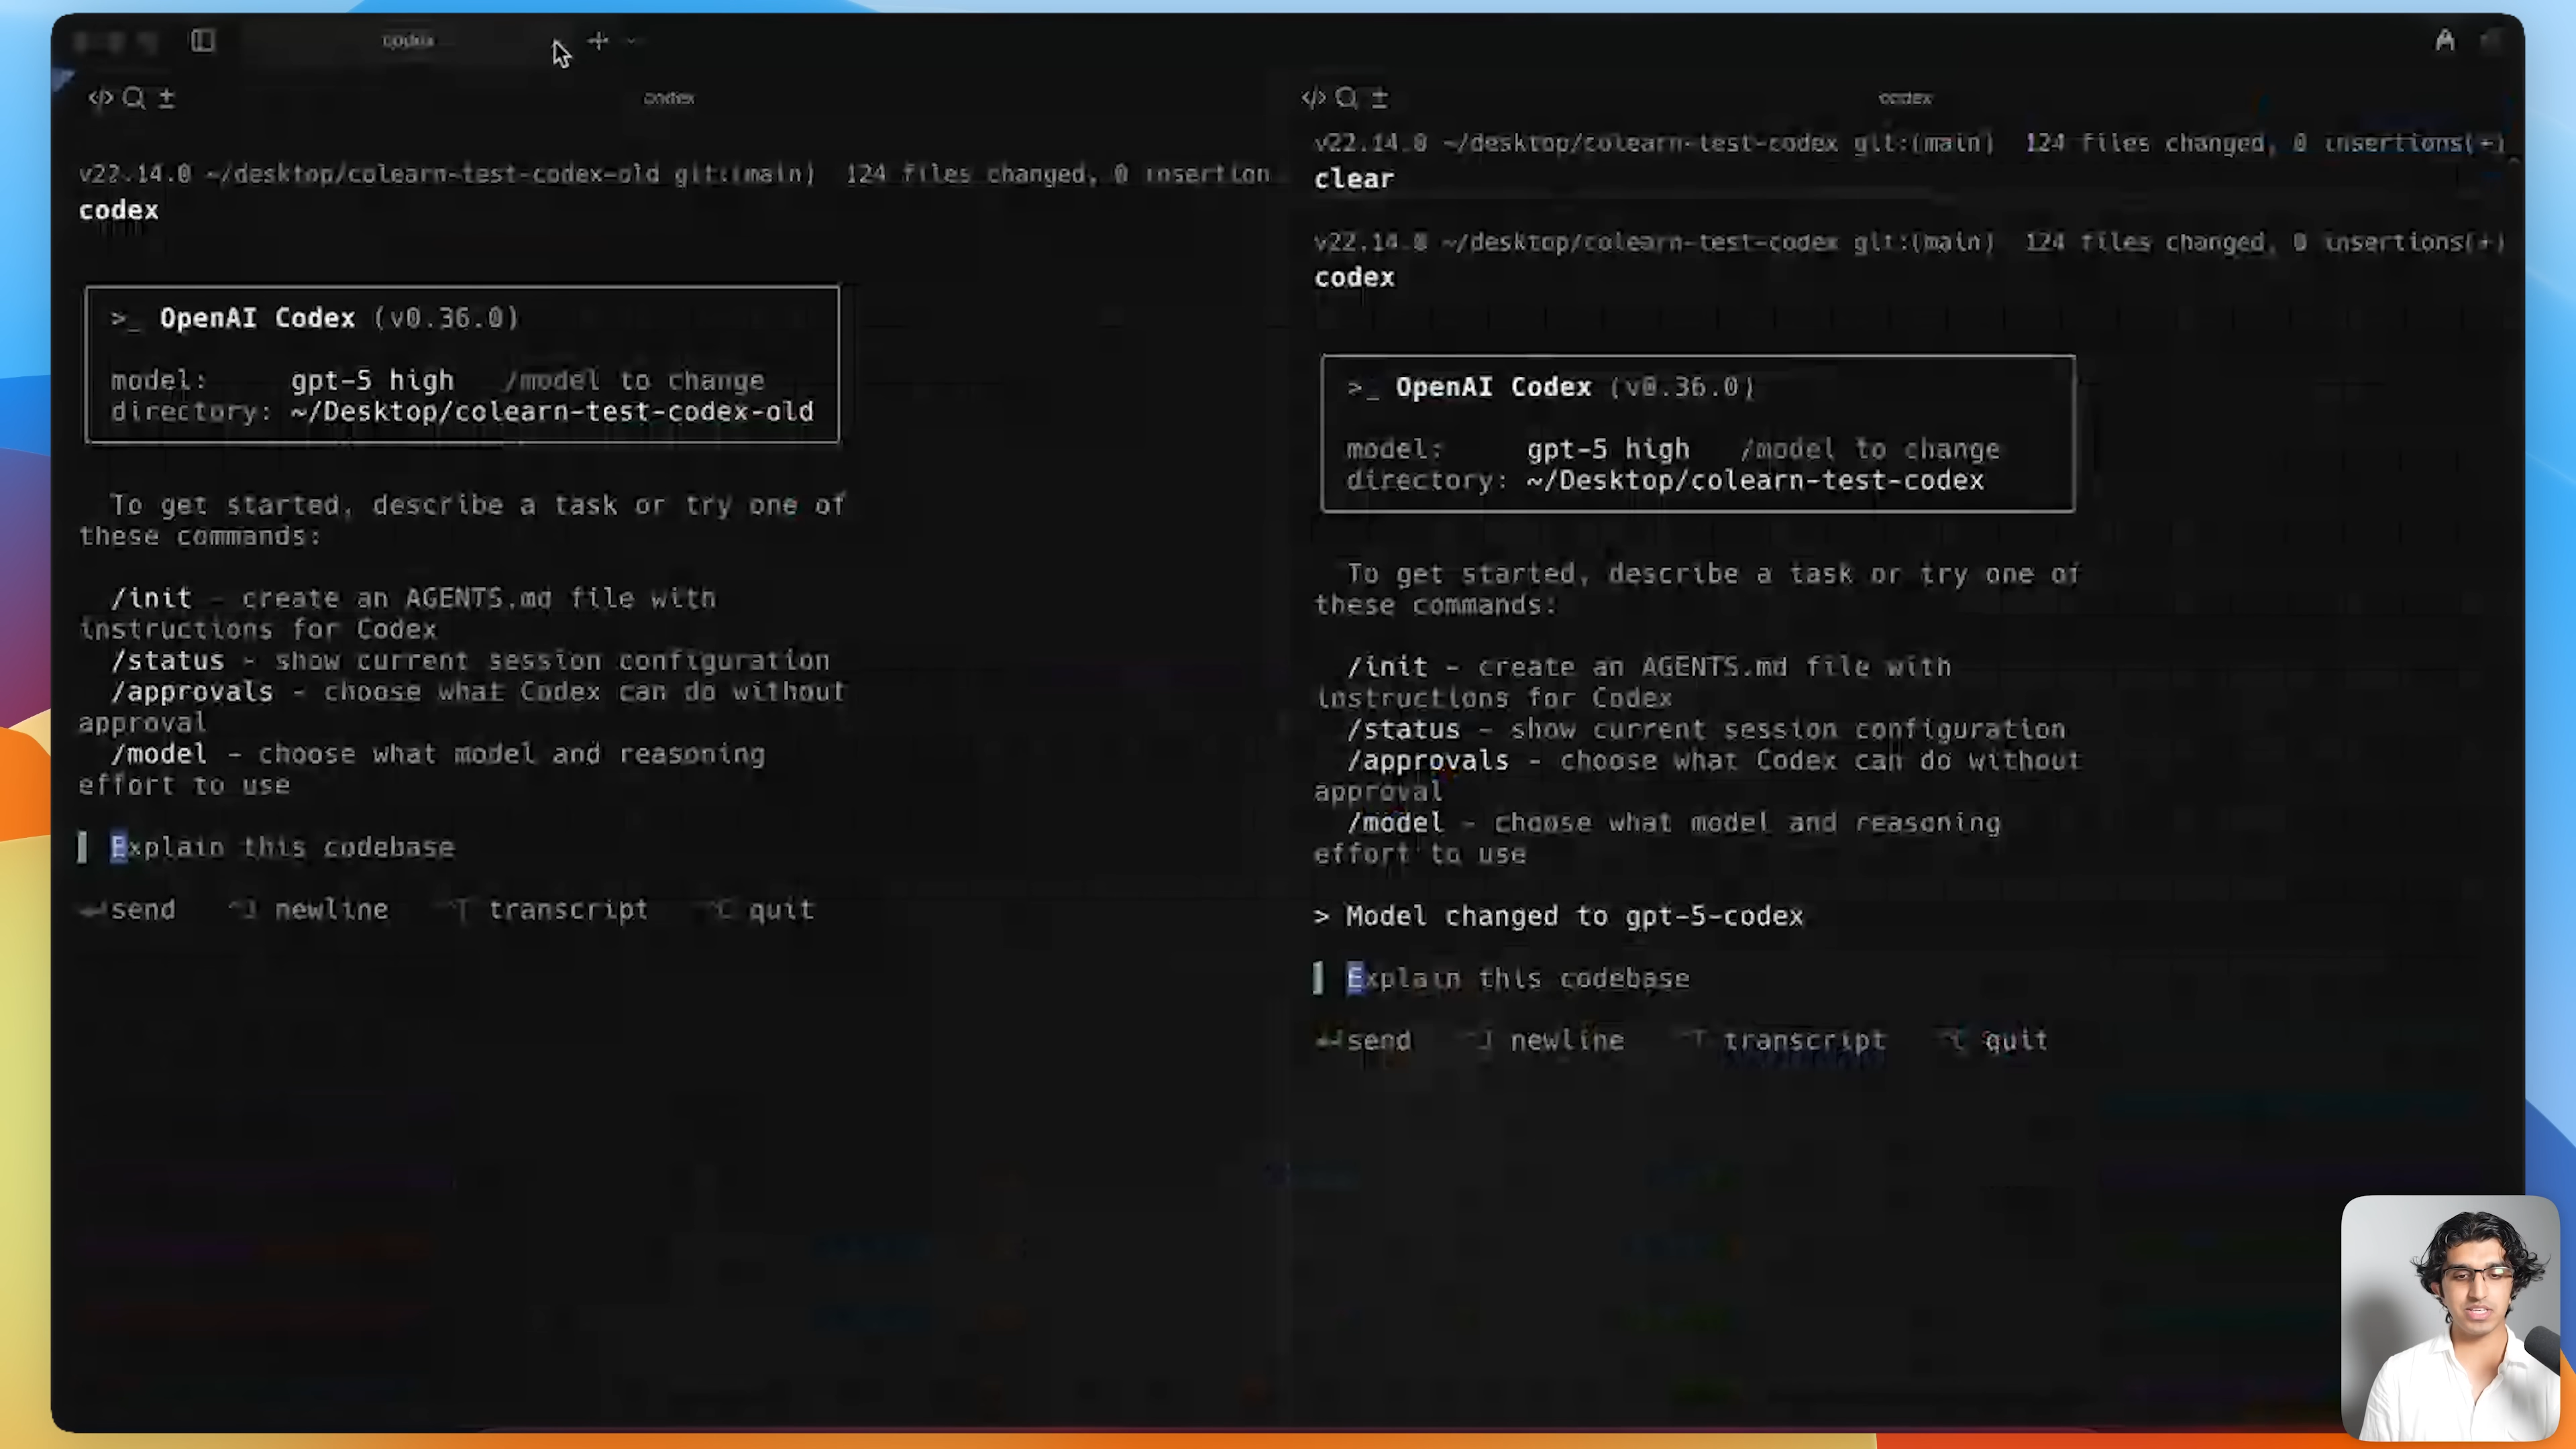 codex
codex
v22.14.0 ~/desktop/colearn-test-codex-old git:(main) 124 files changed, 0 insertion
codex
>_ OpenAI Codex (v0.36.0)
model: gpt-5 high /model to change
directory: ~/Desktop/colearn-test-codex-old
To get started, describe a task or try one of
these commands:
/init - create an AGENTS.md file with
instructions for Codex
/status - show current session configuration
/approvals - choose what Codex can do without
approval
/model - choose what model and reasoning
effort to use
Explain this codebase
send ^J newline ^T transcript ^C quit
codex
v22.14.0 ~/desktop/colearn-test-codex git:(main) 124 files changed, 0 insertions(+)
clear
v22.14.0 ~/desktop/colearn-test-codex git:(main) 124 files changed, 0 insertions(+)
codex
>_ OpenAI Codex (v0.36.0)
model: gpt-5 high /model to change
directory: ~/Desktop/colearn-test-codex
To get started, describe a task or try one of
these commands:
/init - create an AGENTS.md file with
instructions for Codex
/status - show current session configuration
/approvals - choose what Codex can do without
approval
/model - choose what model and reasoning
effort to use
> Model changed to gpt-5-codex
Explain this codebase
send ^J newline ^T transcript ^C quit